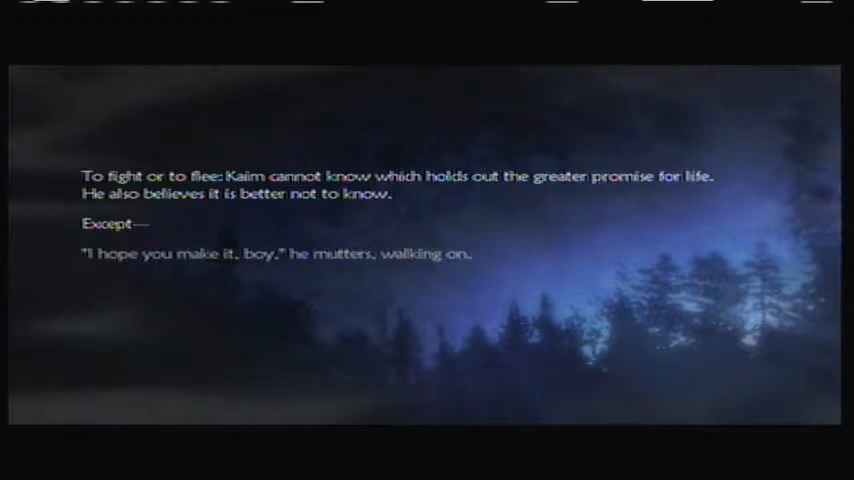 To fight or to flee: Kaim cannot know which holds out the greater promise for life.
He also believes it is better not to know.
Except—
"I hope you make it, boy," he mutters, walking on.